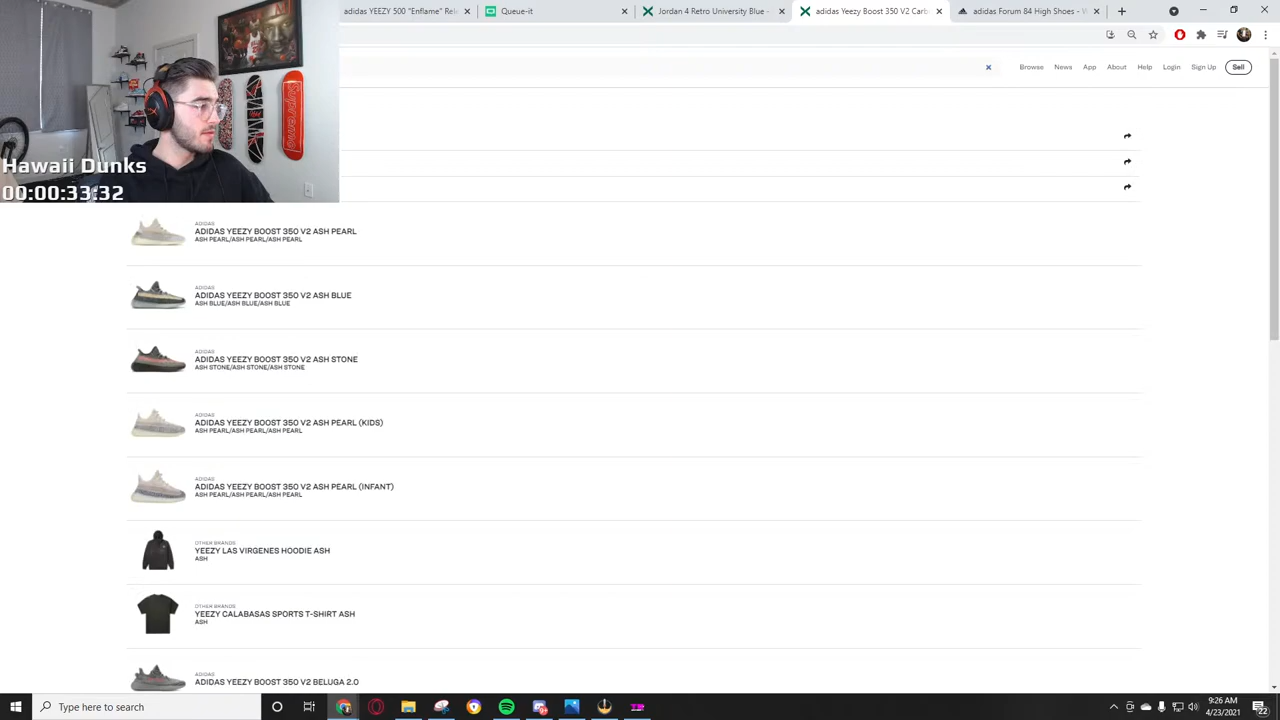 adidas YEEZY 500 "Enflame" Rel
Queue-it
Jordan 4 Retro University Blue -
adidas Yeezy Boost 350 V2 Carb
adidas Forum 84 High Shoes -
Browse News App About Help Login Sign Up Sell
Supreme
Hawaii Dunks
00:00:33:32
ADIDAS
ADIDAS YEEZY BOOST 350 V2 ASH PEARL
ASH PEARL/ASH PEARL/ASH PEARL
ADIDAS
ADIDAS YEEZY BOOST 350 V2 ASH BLUE
ASH BLUE/ASH BLUE/ASH BLUE
ADIDAS
ADIDAS YEEZY BOOST 350 V2 ASH STONE
ASH STONE/ASH STONE/ASH STONE
ADIDAS
ADIDAS YEEZY BOOST 350 V2 ASH PEARL (KIDS)
ASH PEARL/ASH PEARL/ASH PEARL
ADIDAS
ADIDAS YEEZY BOOST 350 V2 ASH PEARL (INFANT)
ASH PEARL/ASH PEARL/ASH PEARL
OTHER BRANDS
YEEZY LAS VIRGENES HOODIE ASH
ASH
OTHER BRANDS
YEEZY CALABASAS SPORTS T-SHIRT ASH
ASH
ADIDAS
ADIDAS YEEZY BOOST 350 V2 BELUGA 2.0
Type here to search
9:26 AM
4/23/2021
22